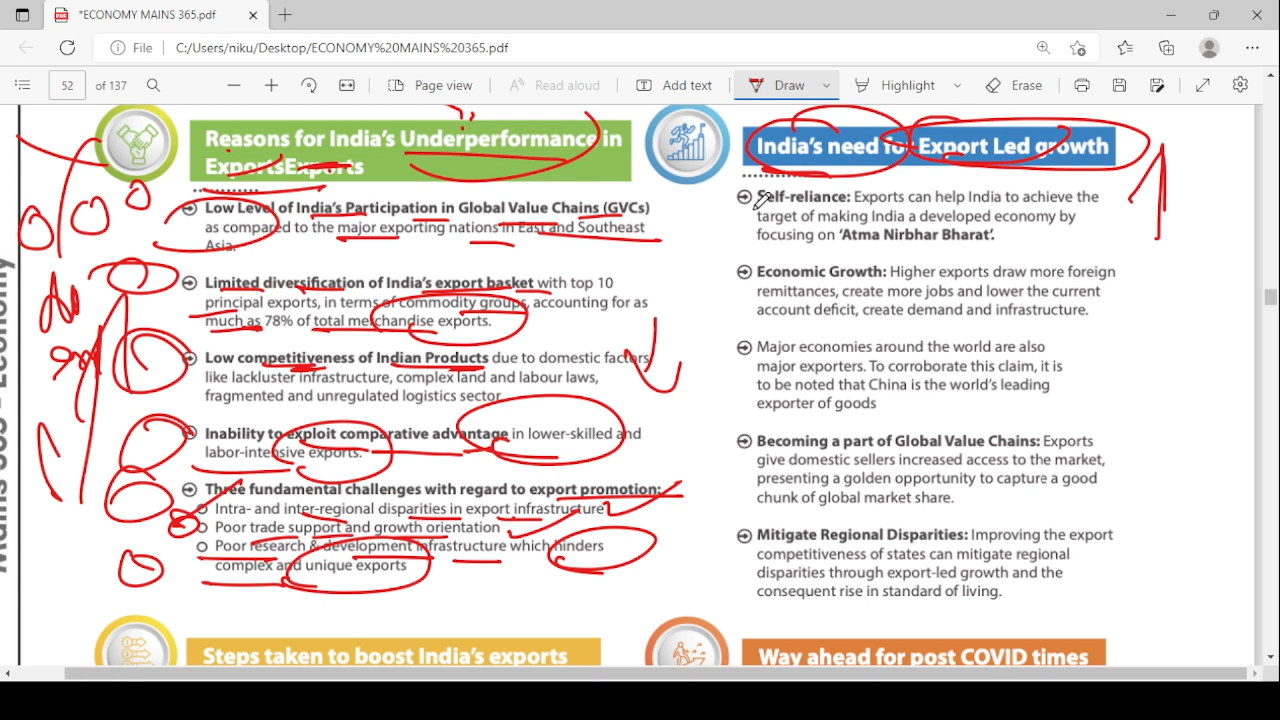 *ECONOMY MAINS 365.pdf
File
C:/Users/niku/Desktop/ECONOMY%20MAINS%20365.pdf
52
of 137
Page view
Read aloud
Add text
Draw
Highlight
Erase
Reasons for India's Underperformance in
ExportsExports
Low Level of India's Participation in Global Value Chains (GVCs)
as compared to the major exporting nations in East and Southeast
Asia.
Limited diversification of India's export basket with top 10
principal exports, in terms of commodity groups, accounting for as
much as 78% of total merchandise exports.
Low competitiveness of Indian Products due to domestic factors
like lackluster infrastructure, complex land and labour laws,
fragmented and unregulated logistics sector.
Inability to exploit comparative advantage in lower-skilled and
labor-intensive exports.
Three fundamental challenges with regard to export promotion:
Intra- and inter-regional disparities in export infrastructure
Poor trade support and growth orientation
Poor research & development infrastructure which hinders
complex and unique exports
Steps taken to boost India's exports
India's need for Export Led growth
Self-reliance: Exports can help India to achieve the
target of making India a developed economy by
focusing on 'Atma Nirbhar Bharat'.
Economic Growth: Higher exports draw more foreign
remittances, create more jobs and lower the current
account deficit, create demand and infrastructure.
Major economies around the world are also
major exporters. To corroborate this claim, it is
to be noted that China is the world's leading
exporter of goods
Becoming a part of Global Value Chains: Exports
give domestic sellers increased access to the market,
presenting a golden opportunity to capture a good
chunk of global market share.
Mitigate Regional Disparities: Improving the export
competitiveness of states can mitigate regional
disparities through export-led growth and the
consequent rise in standard of living.
Way ahead for post COVID times